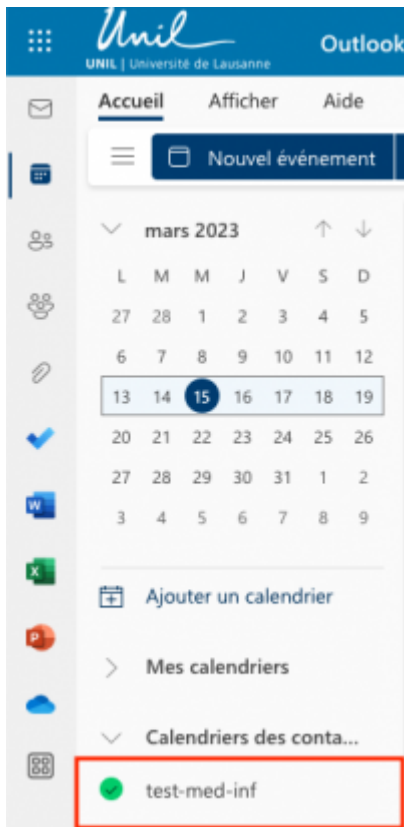 Unil
UNIL | Université de Lausanne
Outlook
Accueil Afficher Aide
Nouvel événement
mars 2023
L M M J V S D
27 28 1 2 3 4 5
6 7 8 9 10 11 12
13 14 15 16 17 18 19
20 21 22 23 24 25 26
27 28 29 30 31 1 2
3 4 5 6 7 8 9
Ajouter un calendrier
Mes calendriers
Calendriers des conta...
test-med-inf
W
X
P